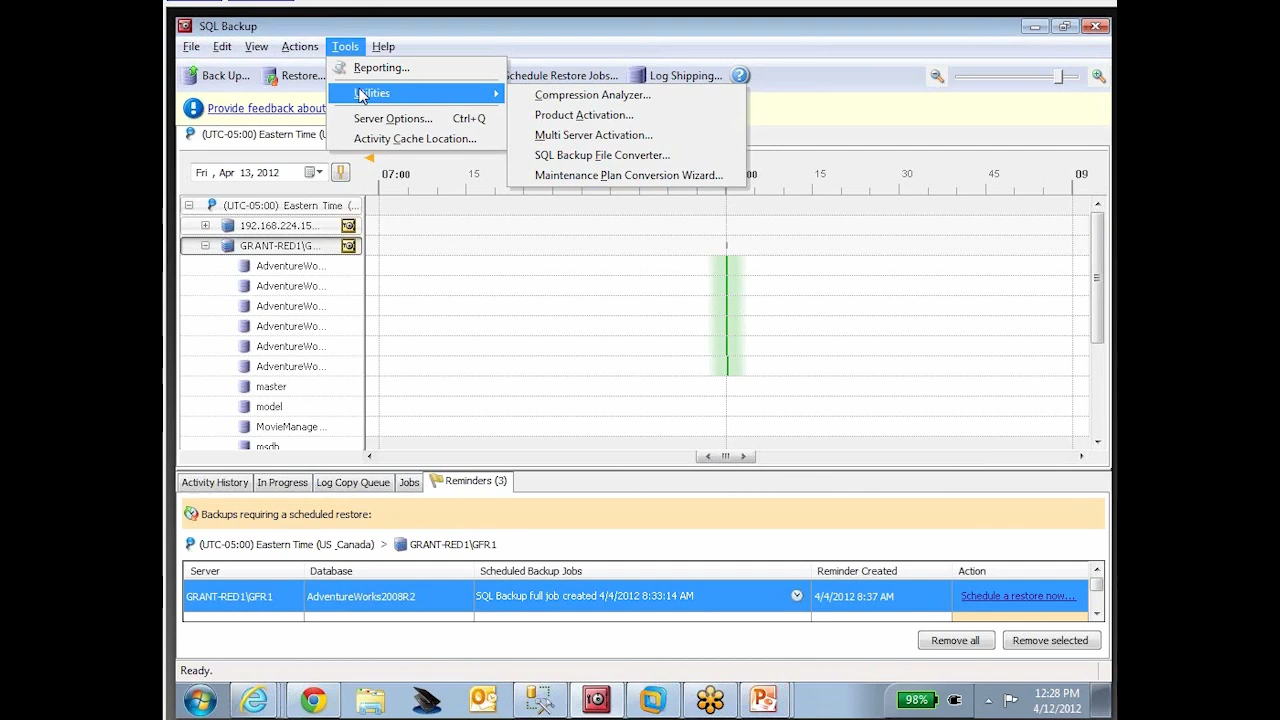 SQL Backup
File Edit View Actions Tools Help
Back Up... Restore... Schedule Restore Jobs... Log Shipping...
Reporting...
Utilities
Server Options... Ctrl+Q
Activity Cache Location...
Compression Analyzer...
Product Activation...
Multi Server Activation...
SQL Backup File Converter...
Maintenance Plan Conversion Wizard...
Provide feedback about
(UTC-05:00) Eastern Time (U
Fri , Apr 13, 2012
07:00 15 00 15 30 45 09
(UTC-05:00) Eastern Time (...
192.168.224.15...
GRANT-RED1\G...
AdventureWo...
AdventureWo...
AdventureWo...
AdventureWo...
AdventureWo...
AdventureWo...
master
model
MovieManage...
msdb
Activity History In Progress Log Copy Queue Jobs Reminders (3)
Backups requiring a scheduled restore:
(UTC-05:00) Eastern Time (US _Canada) > GRANT-RED1\GFR1
Server Database Scheduled Backup Jobs Reminder Created Action
GRANT-RED1\GFR1 AdventureWorks2008R2 SQL Backup full job created 4/4/2012 8:33:14 AM 4/4/2012 8:37 AM Schedule a restore now...
Remove all Remove selected
Ready.
98% 12:28 PM
4/12/2012